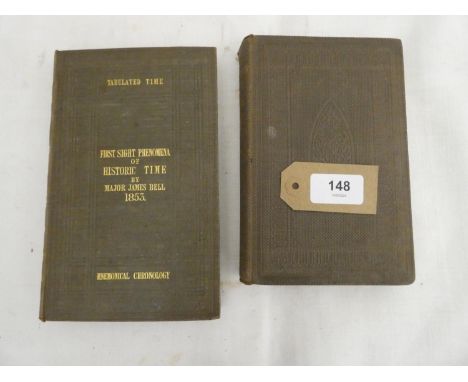 TABULATED TIME
FIRST SIGHT PHENOMENA
OF
HISTORIC TIME
BY
MAJOR JAMES BELL
1853.
MNEMONICAL CHRONOLOGY
148